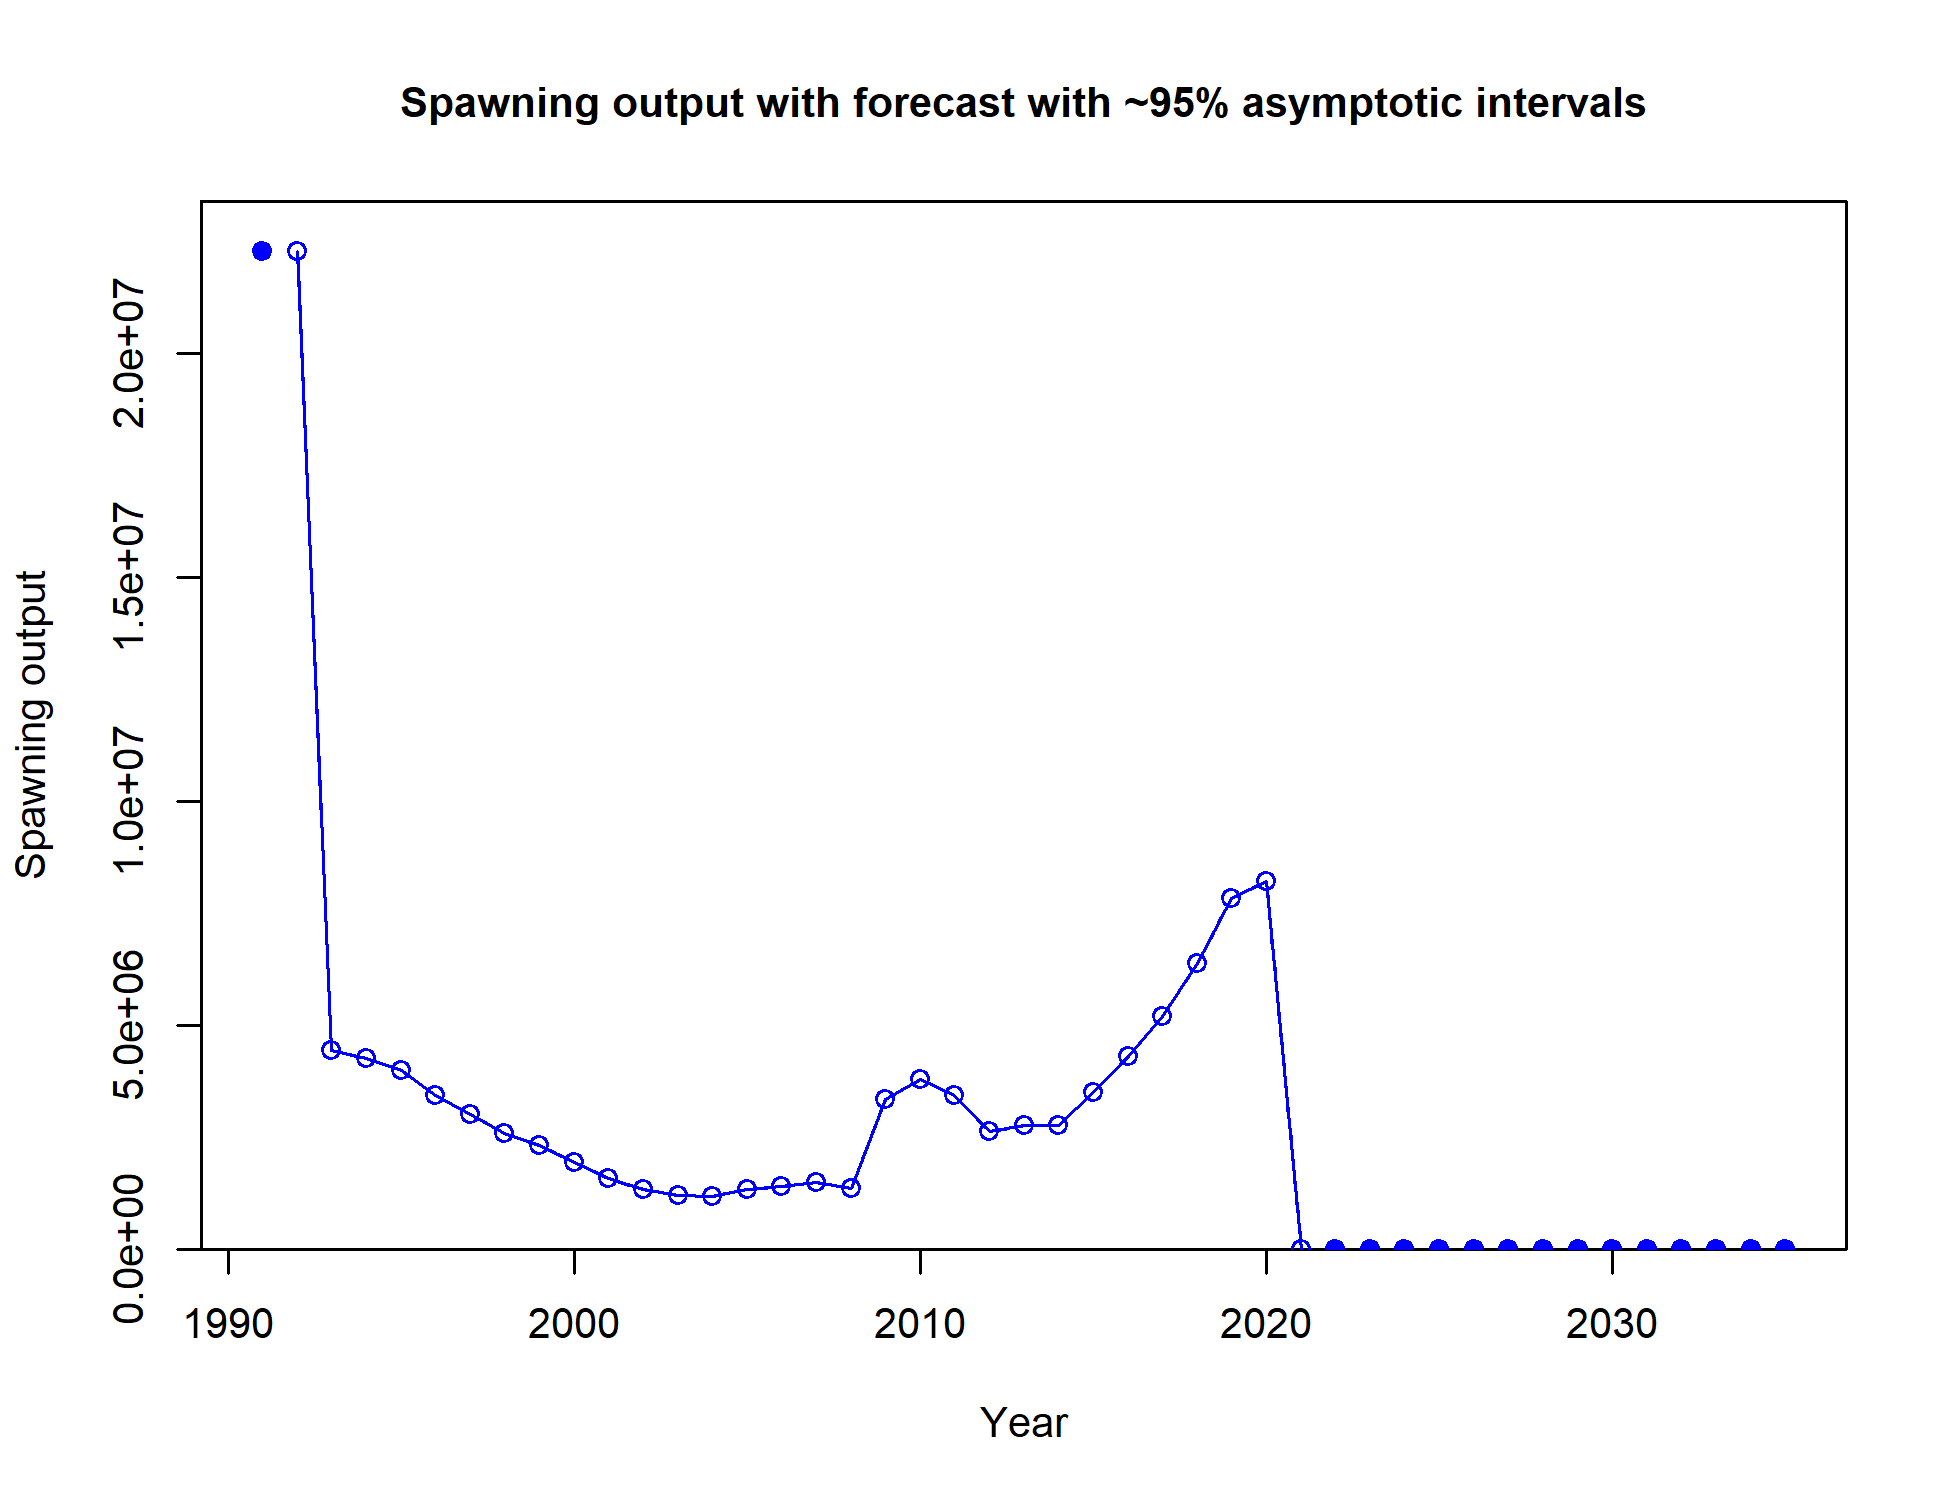 Spawning output with forecast with ~95% asymptotic intervals
Spawning output
2.0e+07
1.5e+07
1.0e+07
5.0e+06
0.0e+00
1990 2000 2010 2020 2030
Year